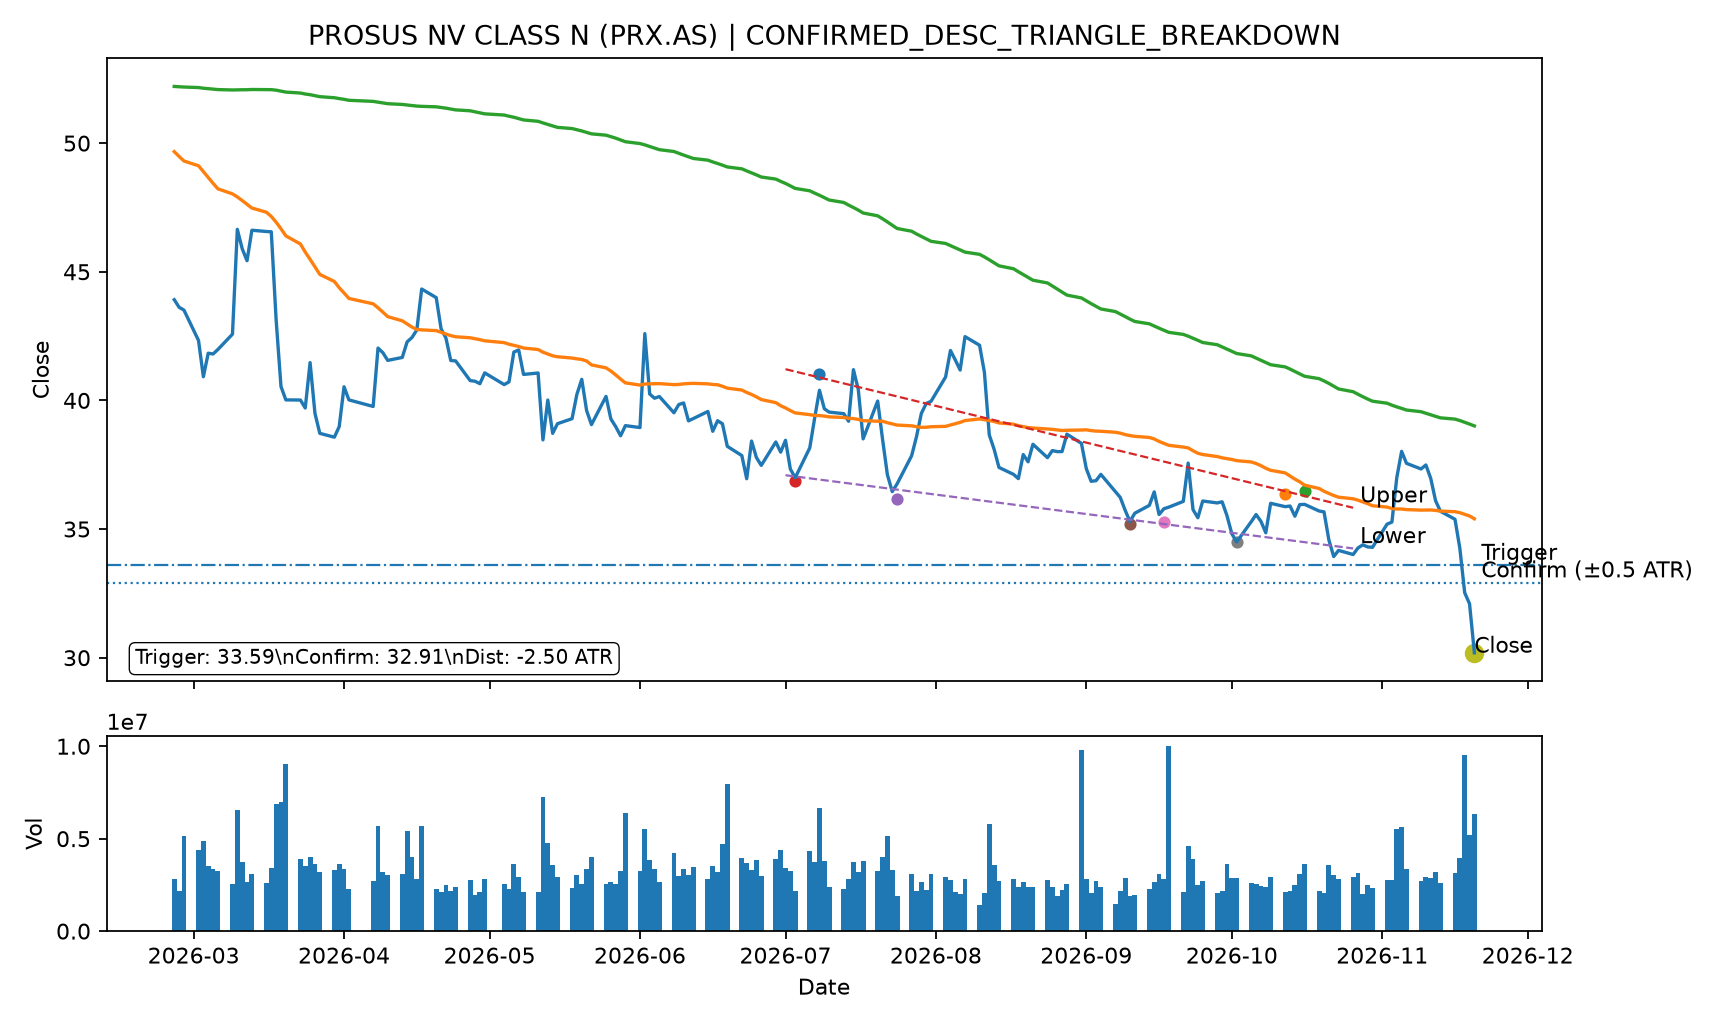 PROSUS NV CLASS N (PRX.AS) | CONFIRMED_DESC_TRIANGLE_BREAKDOWN
Close
50
45
40
35
30
Upper
Lower
Trigger
Confirm (±0.5 ATR)
Close
Trigger: 33.59\nConfirm: 32.91\nDist: -2.50 ATR
1e7
Vol
1.0
0.5
0.0
2026-03 2026-04 2026-05 2026-06 2026-07 2026-08 2026-09 2026-10 2026-11 2026-12
Date